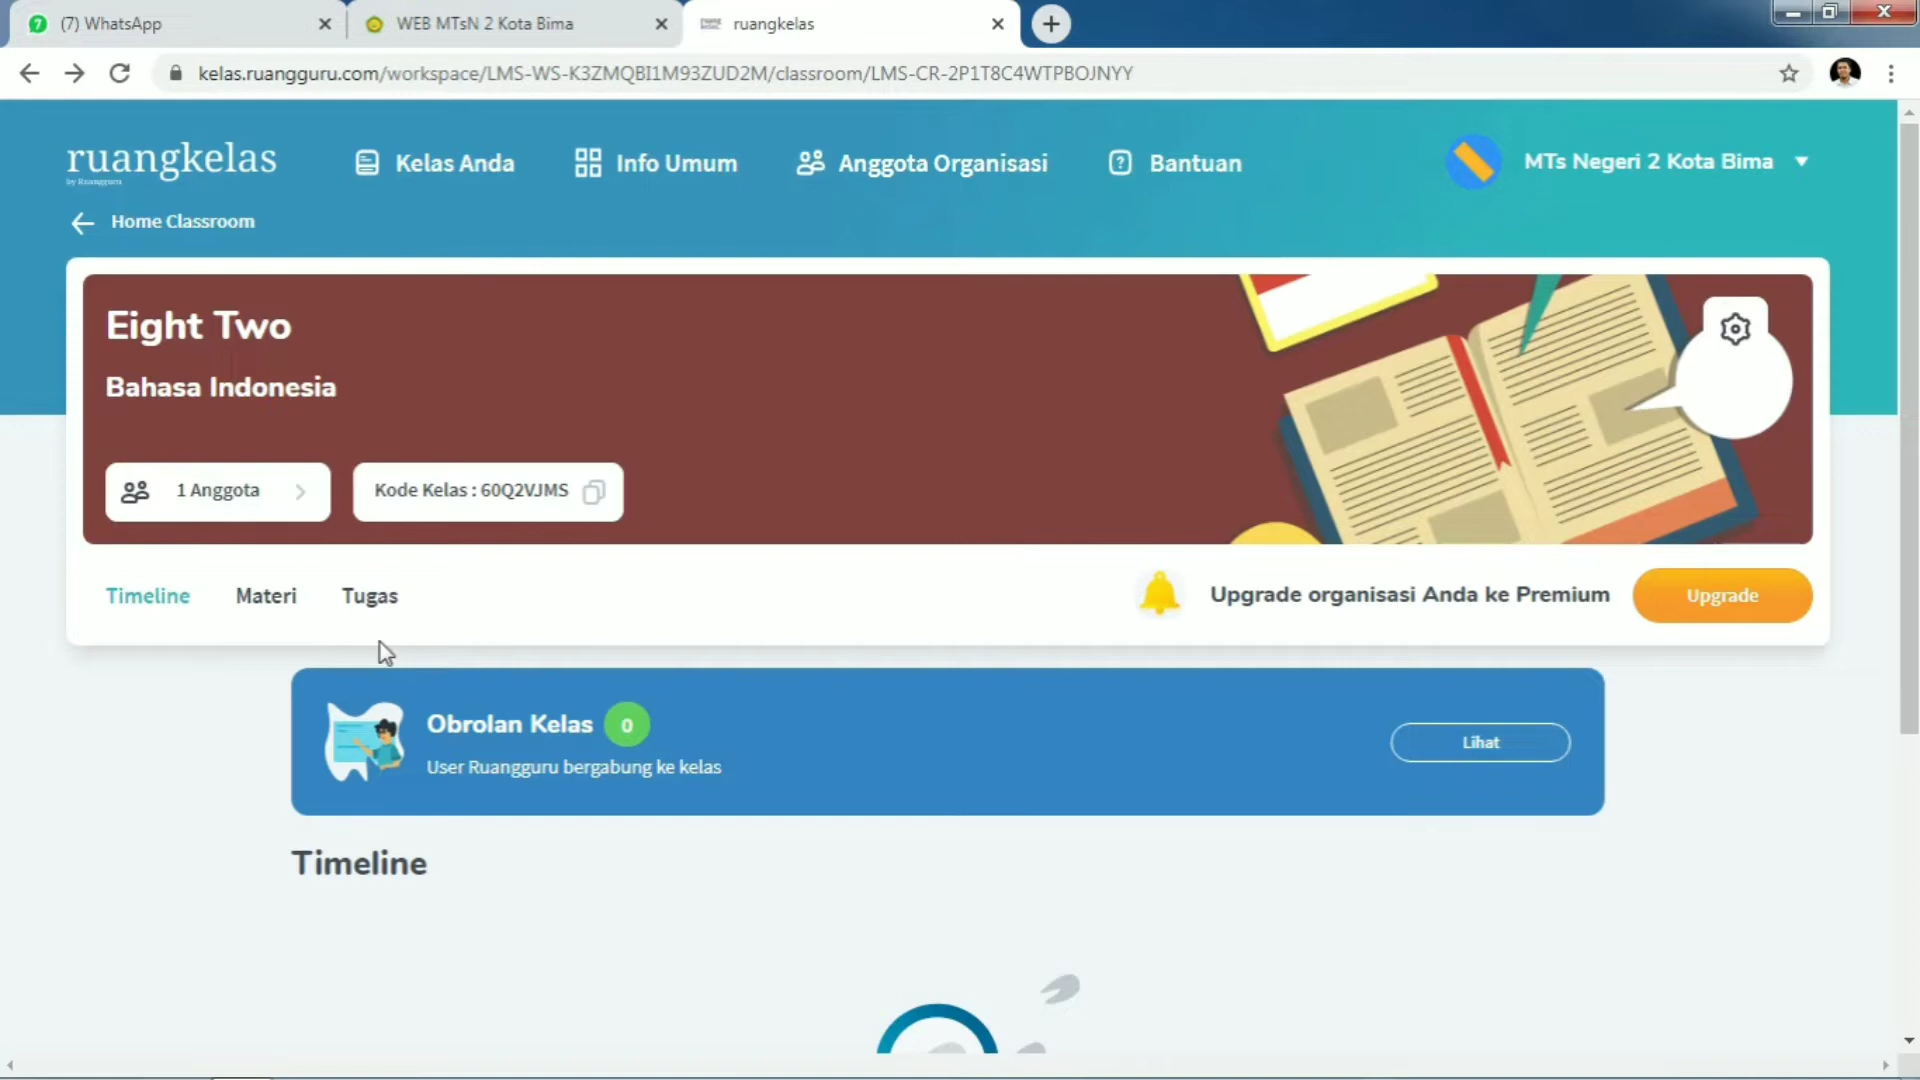 (7) WhatsApp
WEB MTsN 2 Kota Bima
ruangkelas
kelas.ruangguru.com/workspace/LMS-WS-K3ZMQBI1M93ZUD2M/classroom/LMS-CR-2P1T8C4WTPBOJNYY
ruangkelas
by Ruangguru
Kelas Anda
Info Umum
Anggota Organisasi
Bantuan
MTs Negeri 2 Kota Bima
Home Classroom
Eight Two
Bahasa Indonesia
1 Anggota
Kode Kelas : 60Q2VJMS
Timeline
Materi
Tugas
Upgrade organisasi Anda ke Premium
Upgrade
Obrolan Kelas 0
User Ruangguru bergabung ke kelas
Lihat
Timeline